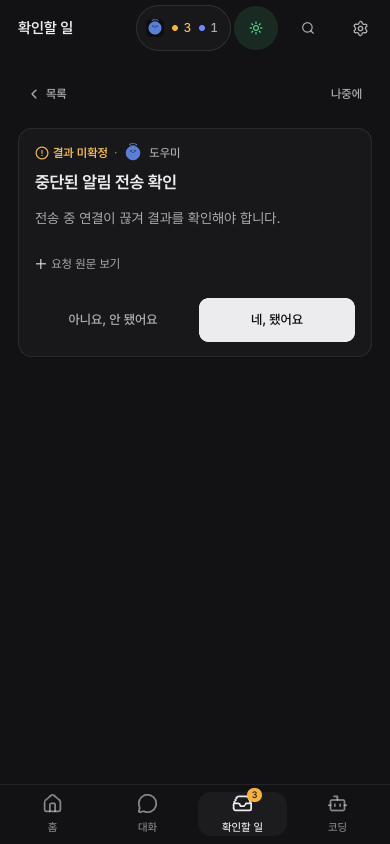 확인할 일
3
1
목록
나중에
결과 미확정 · 도우미
중단된 알림 전송 확인
전송 중 연결이 끊겨 결과를 확인해야 합니다.
요청 원문 보기
아니요, 안 됐어요
네, 됐어요
3
홈
대화
확인할 일
코딩